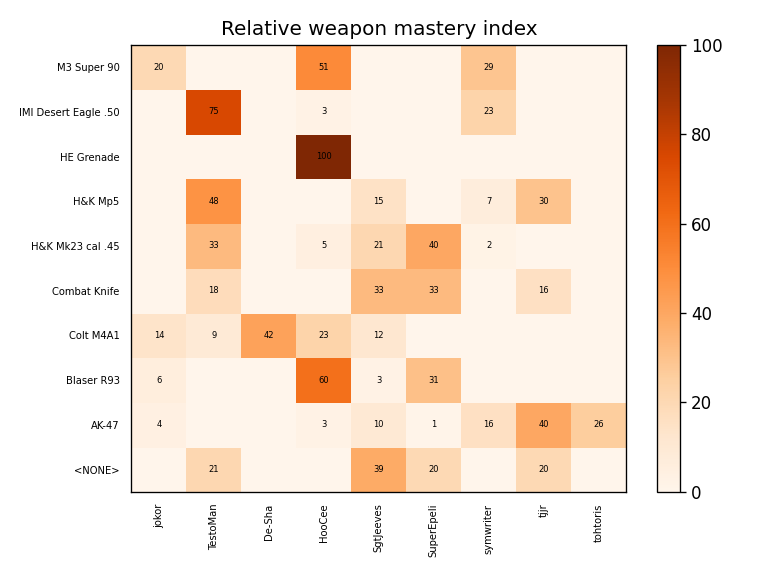 Relative weapon mastery index
M3 Super 90 20 51 29
IMI Desert Eagle .50 75 3 23
HE Grenade 100
H&K Mp5 48 15 7 30
H&K Mk23 cal .45 33 5 21 40 2
Combat Knife 18 33 33 16
Colt M4A1 14 9 42 23 12
Blaser R93 6 60 3 31
AK-47 4 3 10 1 16 40 26
<NONE> 21 39 20 20
jokor TestoMan De-Sha HooCee SgtJeeves SuperEpeli symwriter tjjr tohtoris
100
80
60
40
20
0